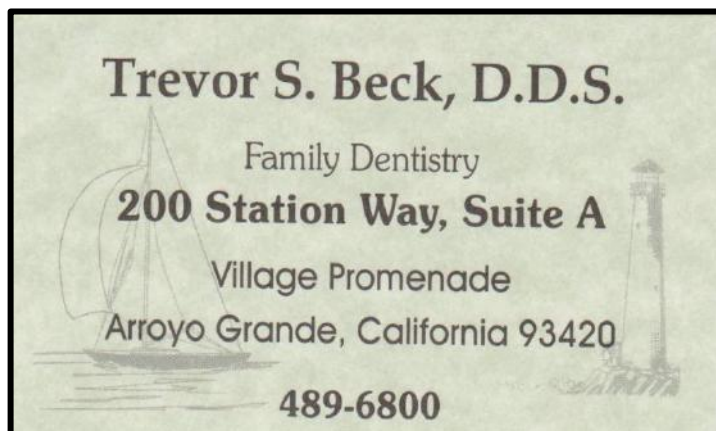 Trevor S. Beck, D.D.S.
Family Dentistry
200 Station Way, Suite A
Village Promenade
Arroyo Grande, California 93420
489-6800